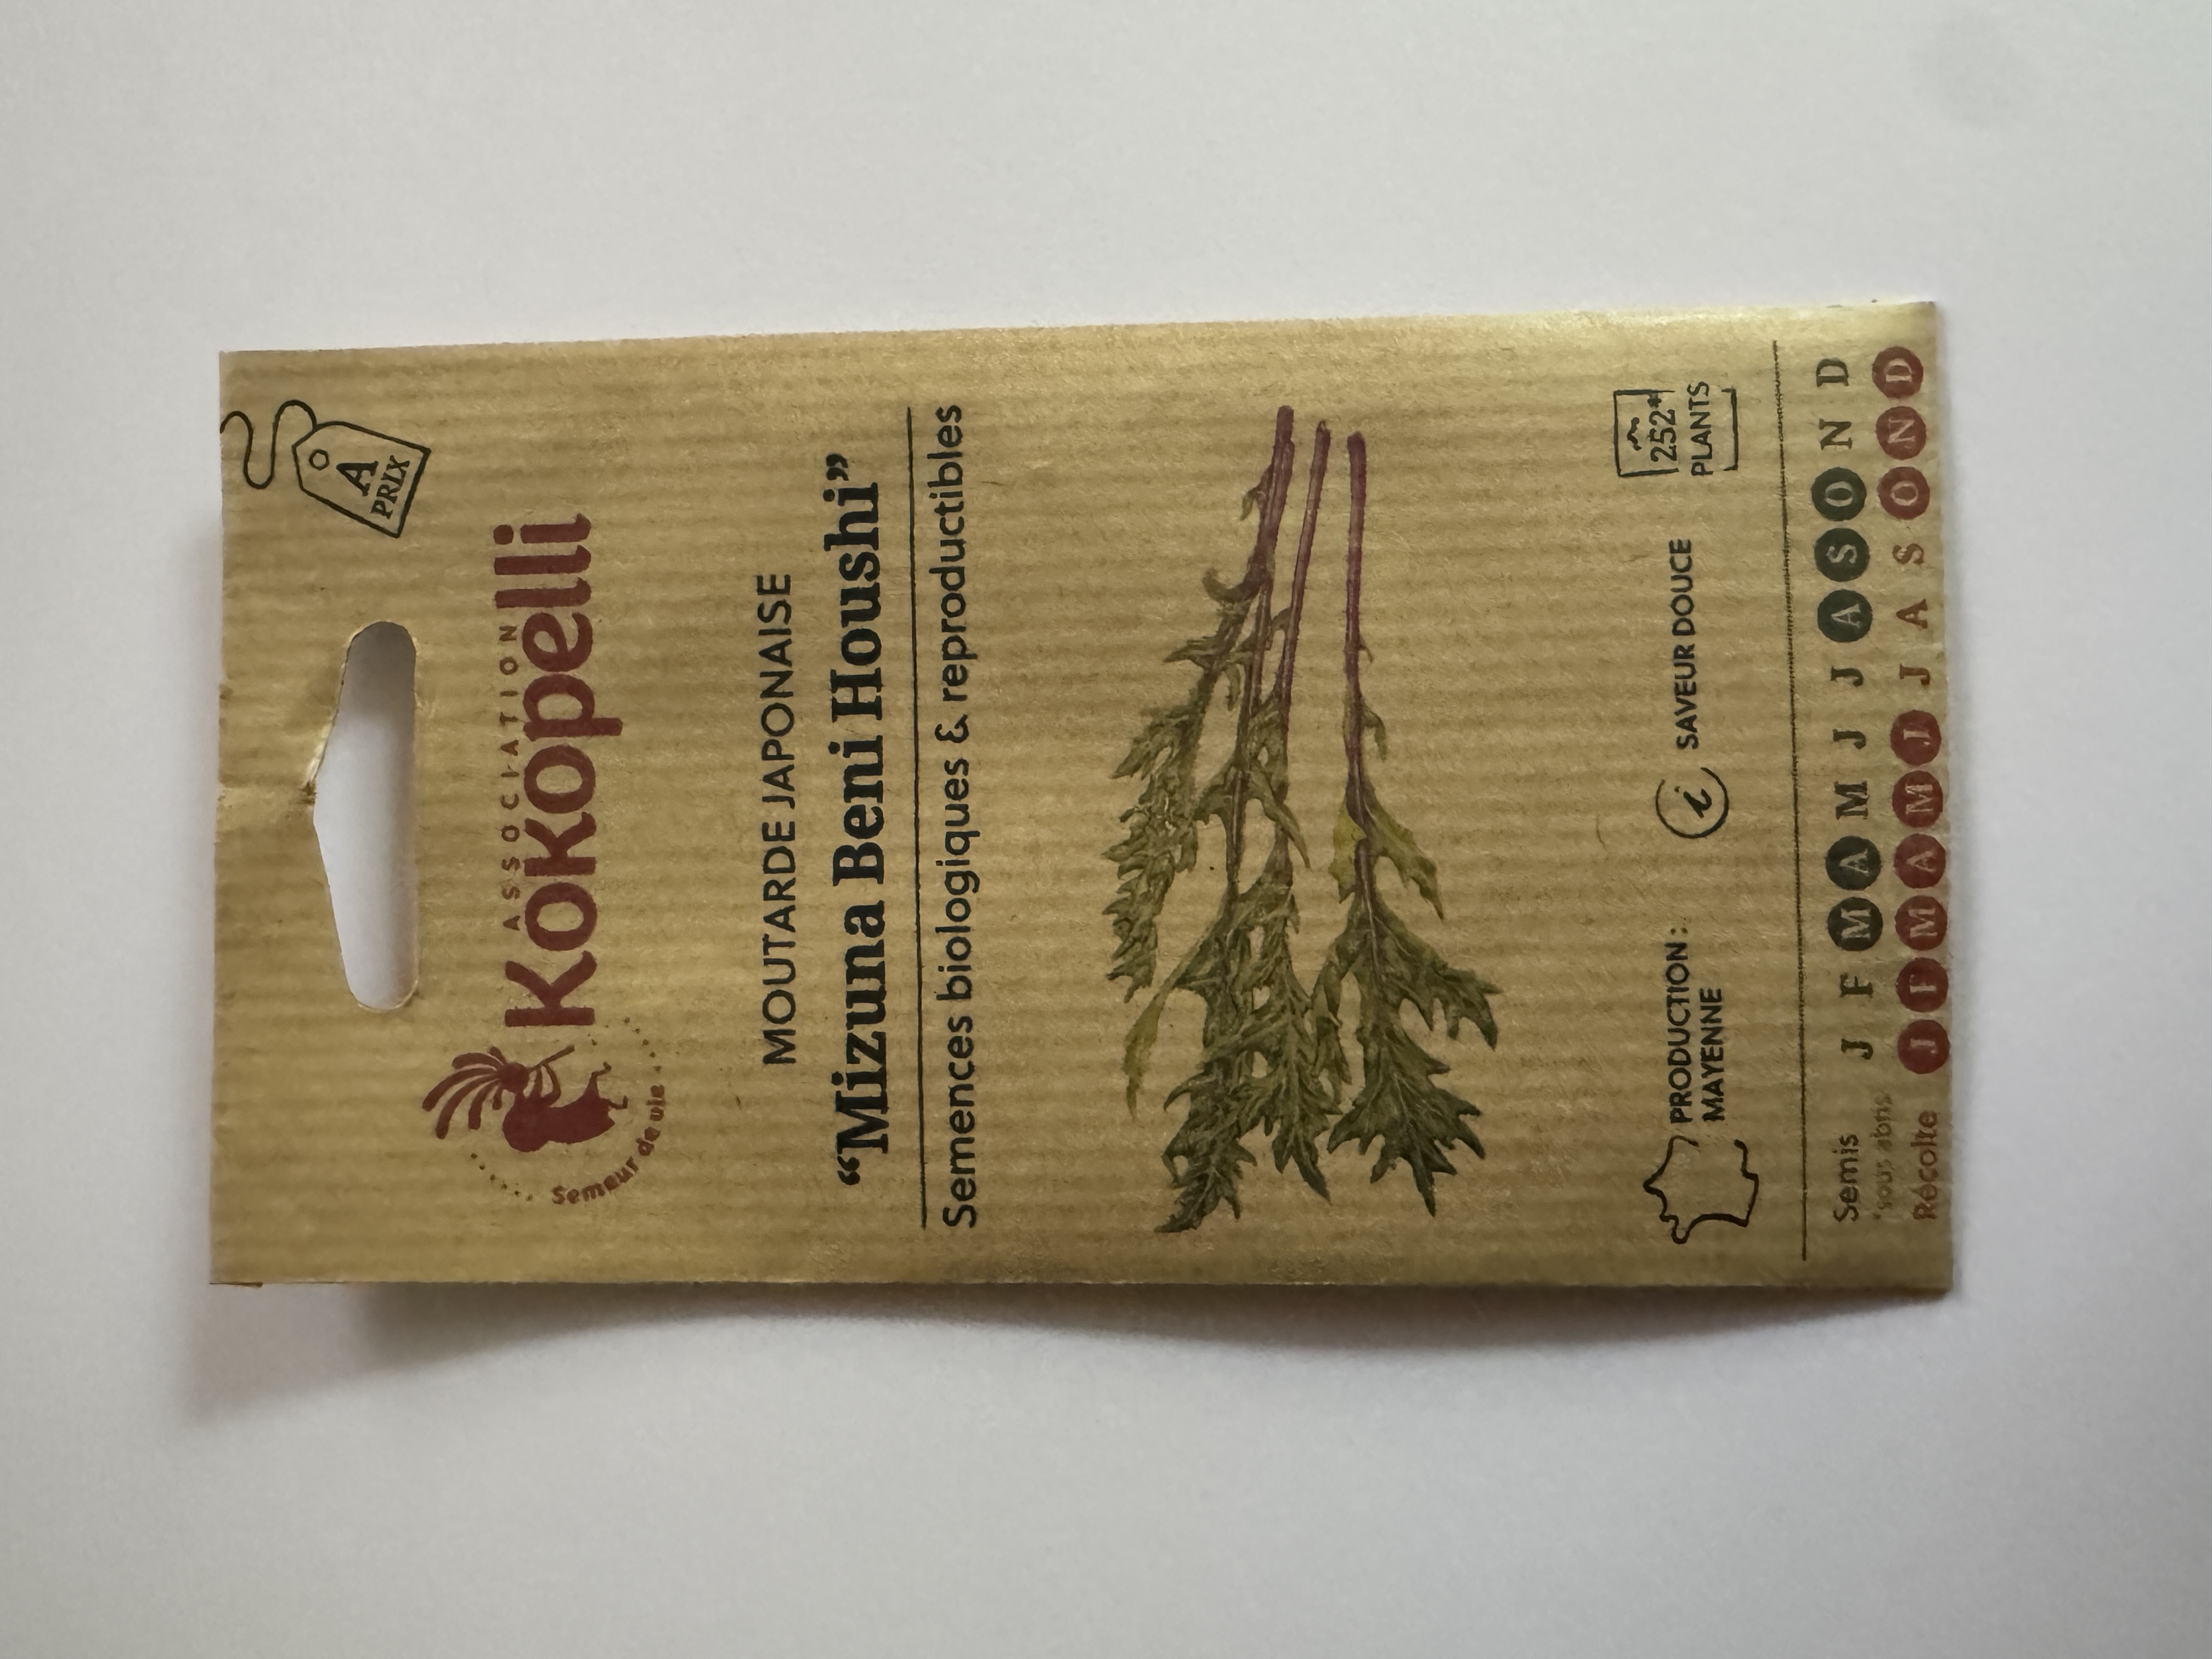 A
PRIX
ASSOCIATION
Kokopelli
Semeur de vie
MOUTARDE JAPONAISE
“Mizuna Beni Houshi”
Semences biologiques & reproductibles
PRODUCTION :
MAYENNE
i SAVEUR DOUCE
252*
PLANTS
Semis J F M A M J J A S O N D
*sous abris
Récolte J F M A M J J A S O N D